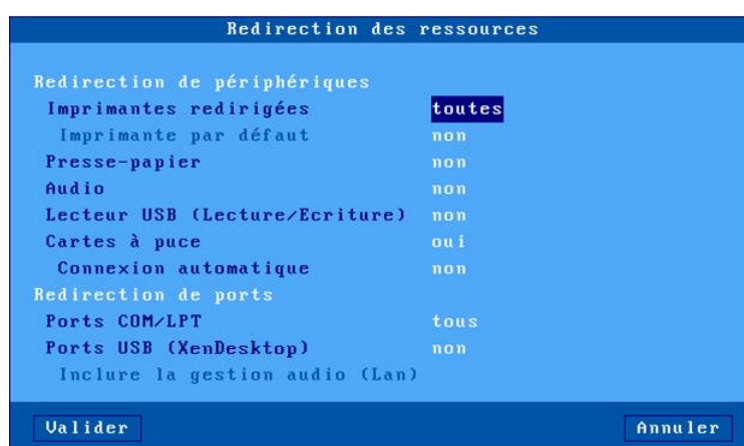 Redirection des ressources
Redirection de périphériques
Imprimantes redirigées toutes
Imprimante par défaut non
Presse-papier non
Audio non
Lecteur USB (Lecture/Ecriture) non
Cartes à puce oui
Connexion automatique non
Redirection de ports
Ports COM/LPT tous
Ports USB (XenDesktop) non
Inclure la gestion audio (Lan)
Valider Annuler